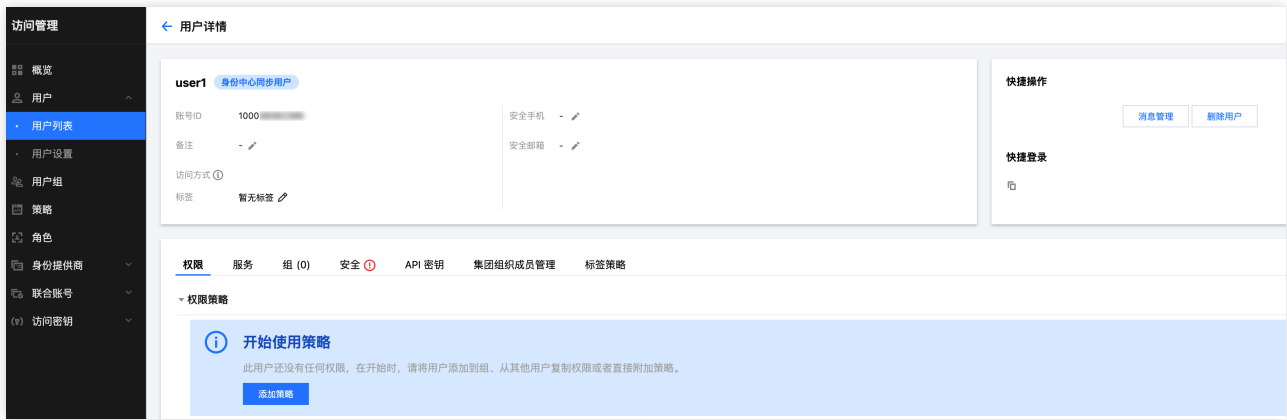 访问管理
用户详情
概览
用户
用户列表
用户设置
用户组
策略
角色
身份提供商
联合账号
访问密钥
user1 身份中心同步用户
账号ID 1000
安全手机 -
备注 -
安全邮箱 -
访问方式
标签 暂无标签
快捷操作
消息管理 删除用户
快捷登录
权限 服务 组 (0) 安全 API 密钥 集团组织成员管理 标签策略
权限策略
开始使用策略
此用户还没有任何权限，在开始时，请将用户添加到组、从其他用户复制权限或者直接附加策略。
添加策略